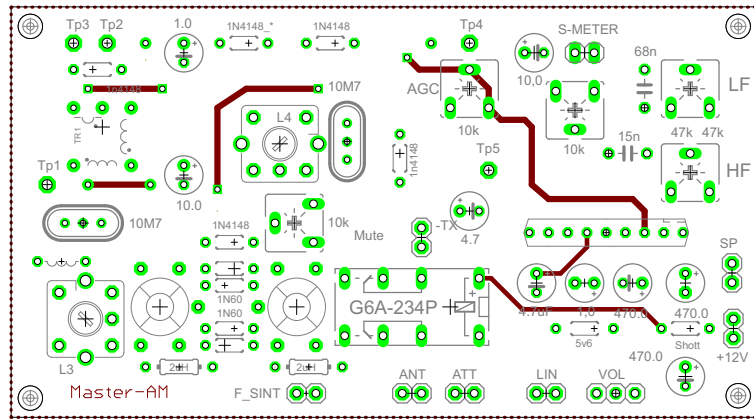 Tp3 Tp2 1.0 1N4148_* 1N4148 Tp4 S-METER
10,0 68n LF
1n4148 10M7 AGC
TR1 L4 10k 10k 47k 47k
15n
Tp1 1n4148 Tp5 HF
10.0
10M7 1N4148 10k Mute -TX 4.7
SP
1N60
G6A-234P
1N60 4.7uF 1,0 470.0 470.0
5v6 Shott
L3 2uH 2uH 470.0 +12V
Master-AM F_SINT ANT ATT LIN VOL